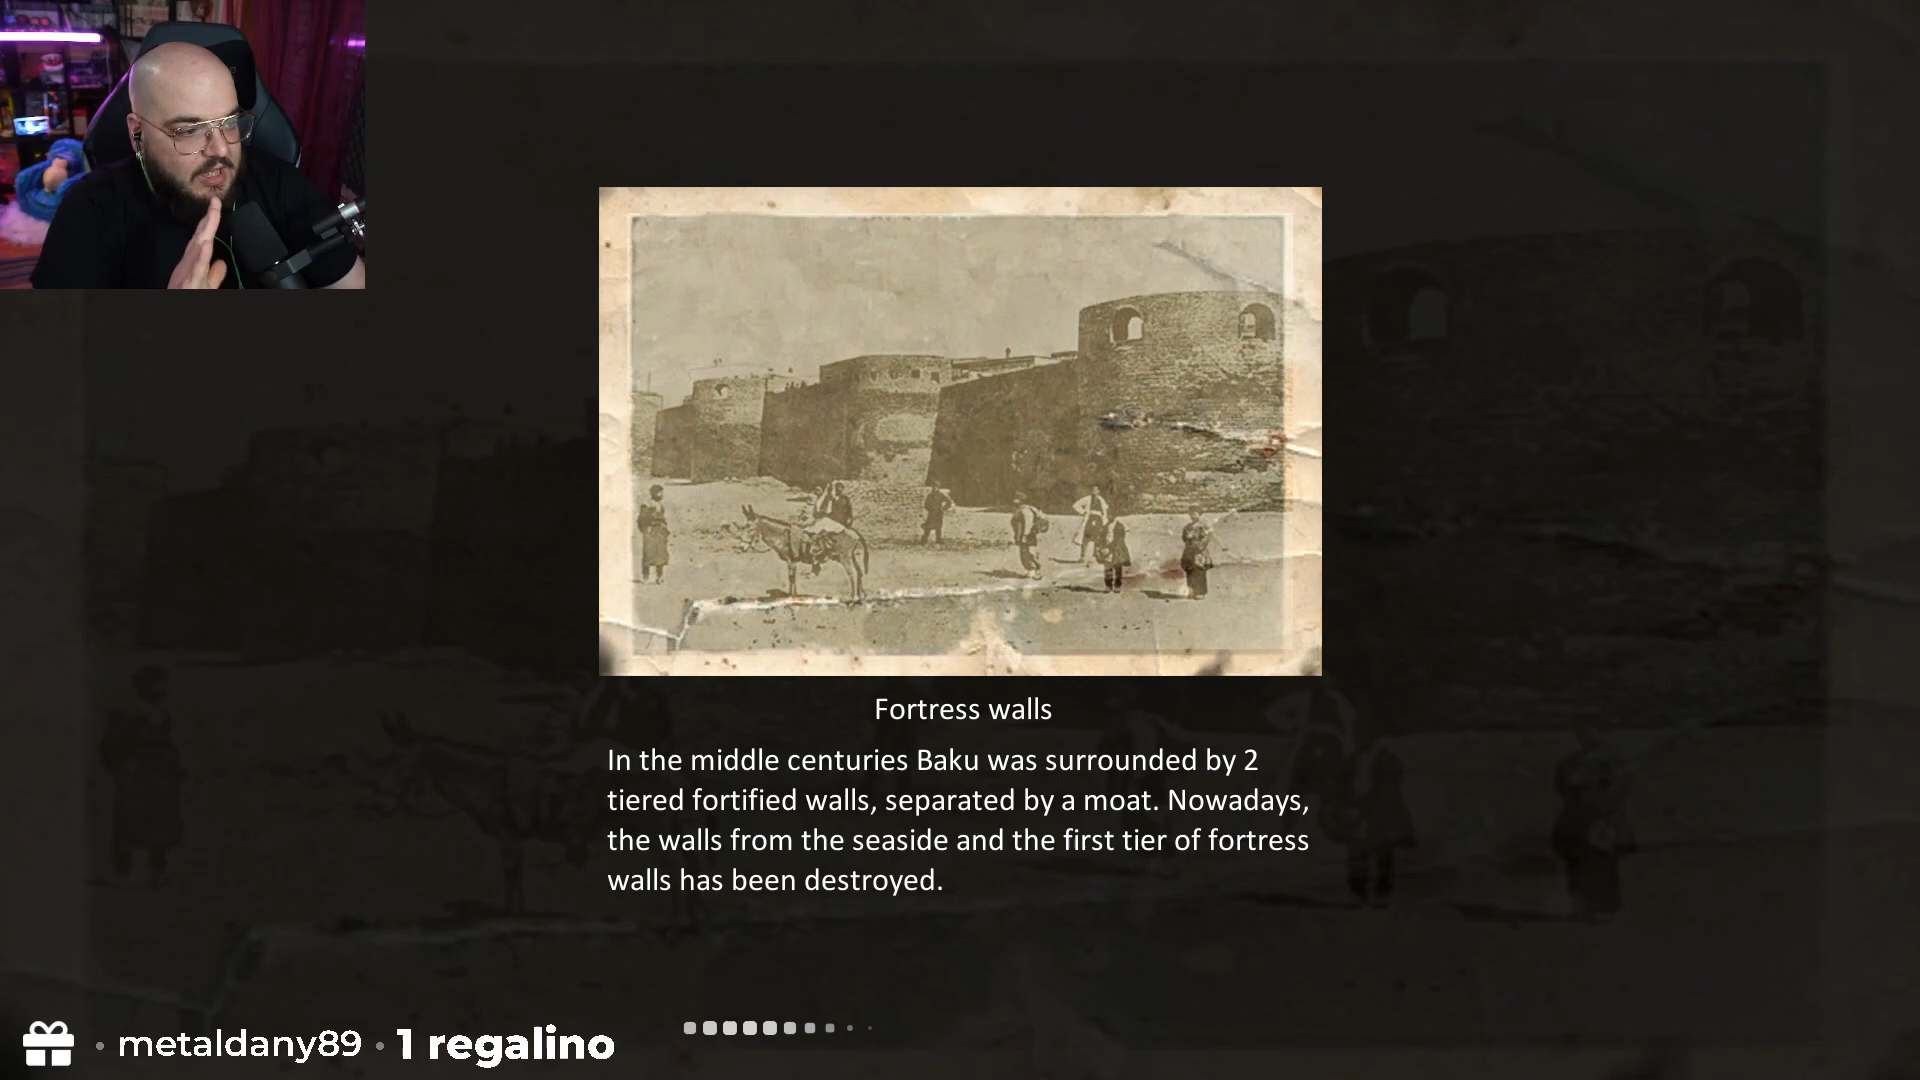 Fortress walls
In the middle centuries Baku was surrounded by 2
tiered fortified walls, separated by a moat. Nowadays,
the walls from the seaside and the first tier of fortress
walls has been destroyed.
• metaldany89 • 1 regalino